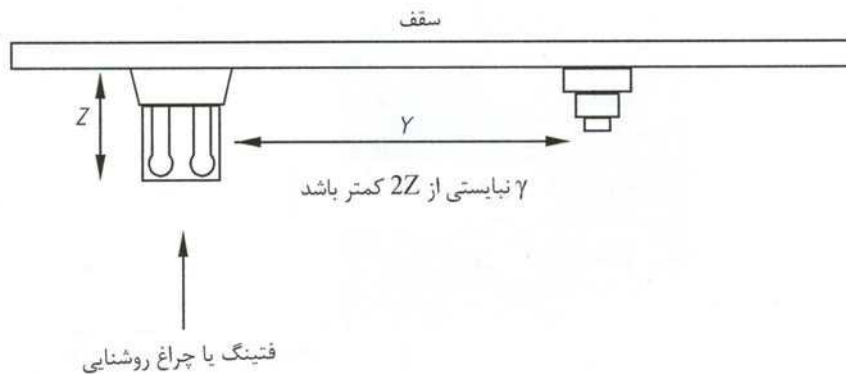 سقف
Z
Y
γ نبایستی از 2Z کمتر باشد
فتینگ یا چراغ روشنایی